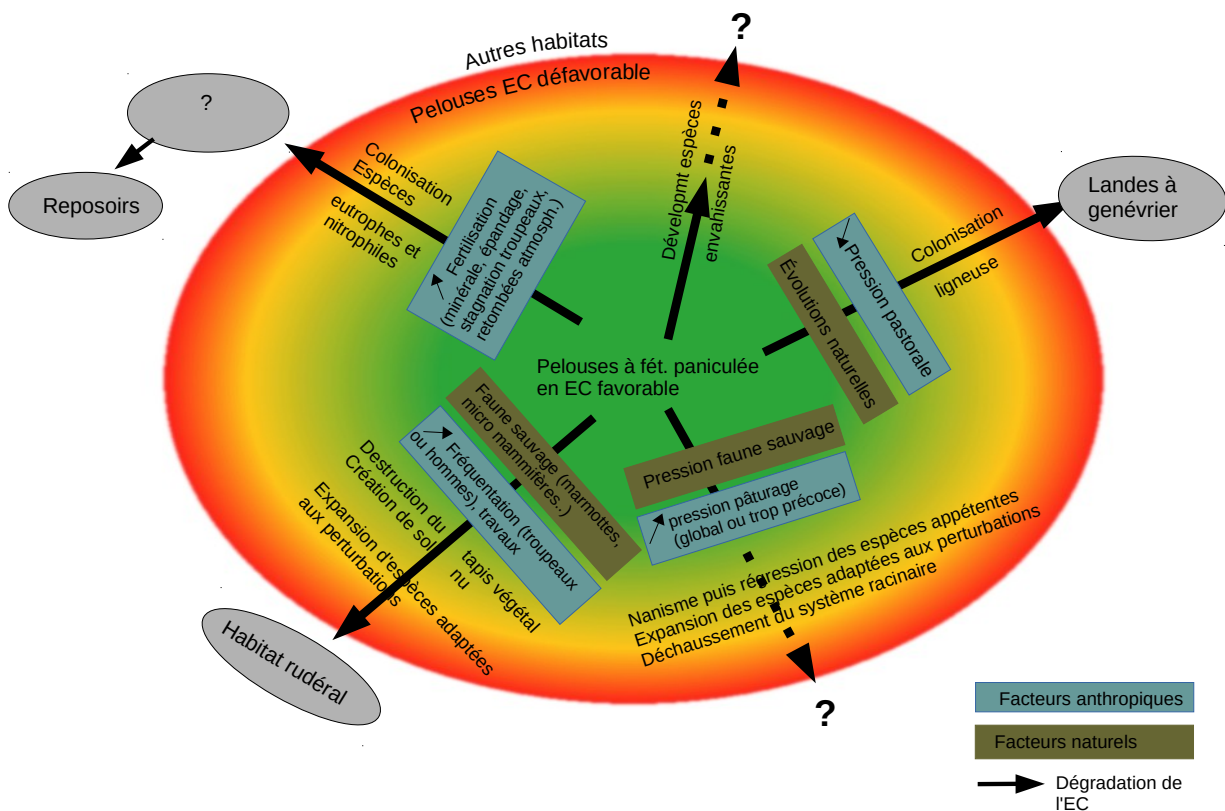 ?
Autres habitats
Pelouses EC défavorable
?
Reposoirs
Colonisation
Espèces
eutrophes et
nitrophiles
Fertilisation
(minérale, épandage,
stagnation troupeaux,
retombées atmosph,)
Développmt espèces
envahissantes
Landes à
genévrier
Colonisation
ligneuse
Pression pastorale
Évolutions naturelles
Pelouses à fét. paniculée
en EC favorable
Faune sauvage (marmottes,
micro mammifères...)
Fréquentation (troupeaux
ou hommes), travaux
Destruction du tapis végétal
Création de sol nu
Expansion d'espèces adaptées
aux perturbations
Habitat rudéral
Pression faune sauvage
pression pâturage
(global ou trop précoce)
Nanisme puis régression des espèces appétentes
Expansion des espèces adaptées aux perturbations
Déchaussement du système racinaire
?
Facteurs anthropiques
Facteurs naturels
Dégradation de
l'EC